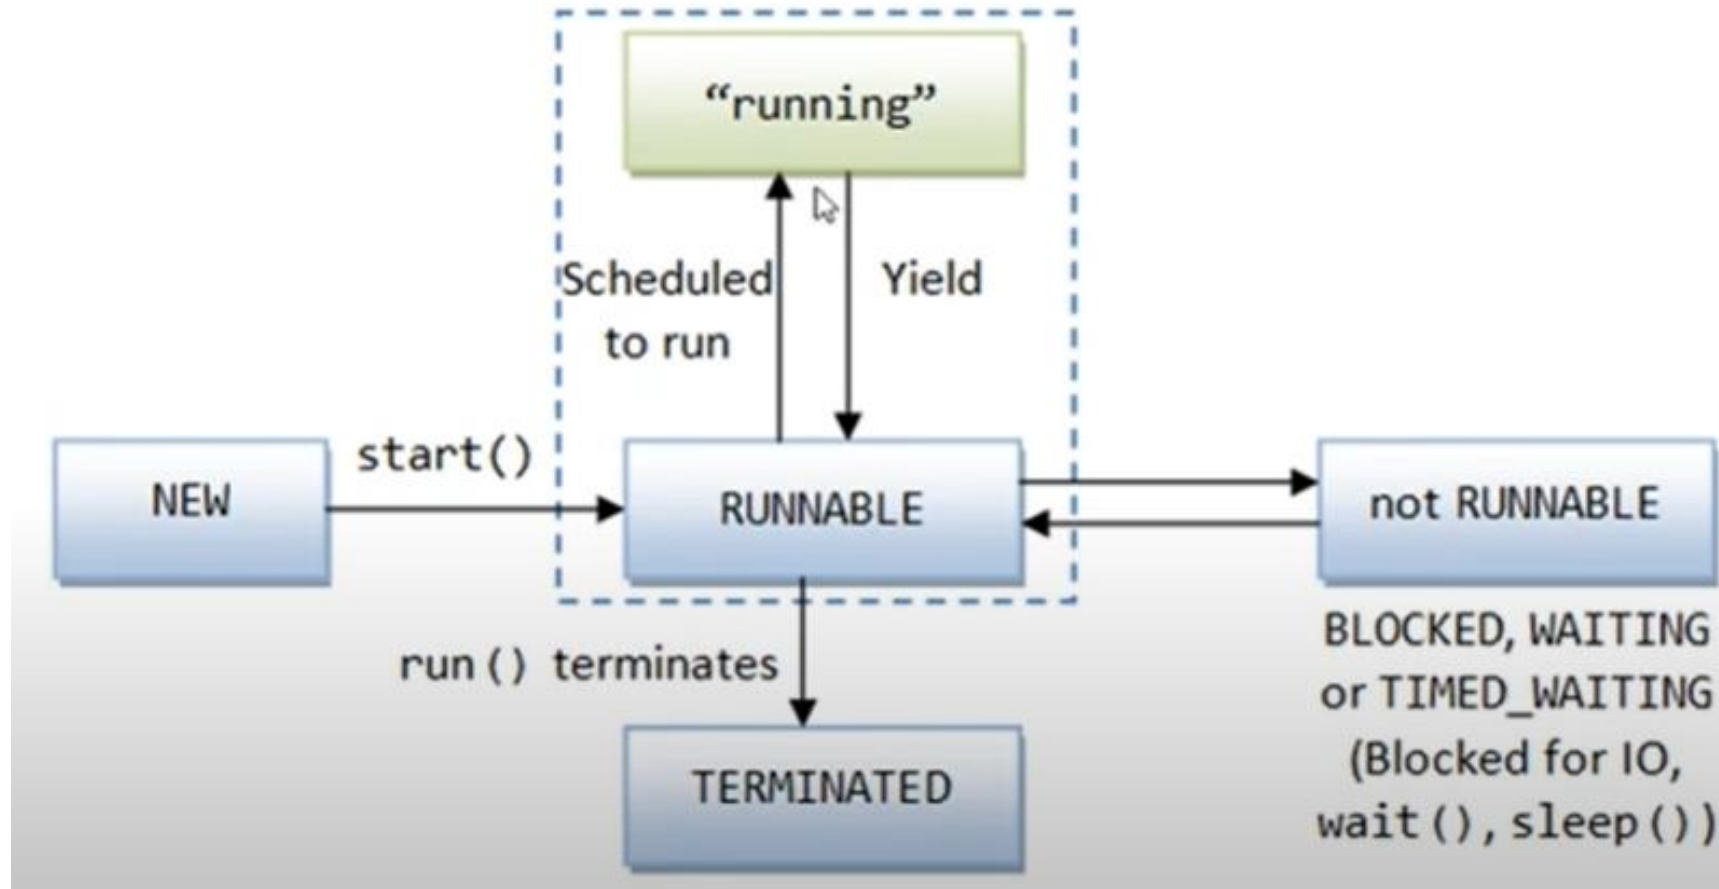 “running”
Scheduled
to run
Yield
start()
NEW
RUNNABLE
not RUNNABLE
run() terminates
TERMINATED
BLOCKED, WAITING
or TIMED_WAITING
(Blocked for IO,
wait(), sleep())